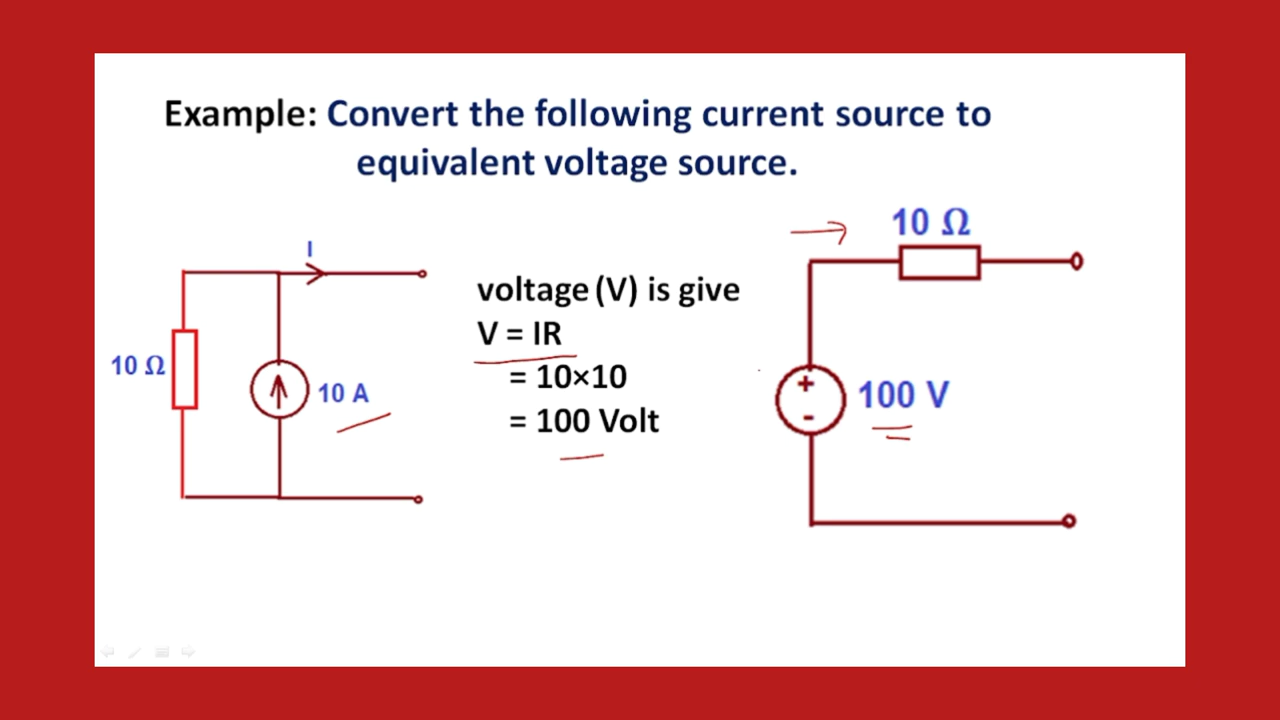 Example: Convert the following current source to
equivalent voltage source.
I
10 Ω
10 A
voltage (V) is give
V = IR
= 10×10
= 100 Volt
10 Ω
+
-
100 V